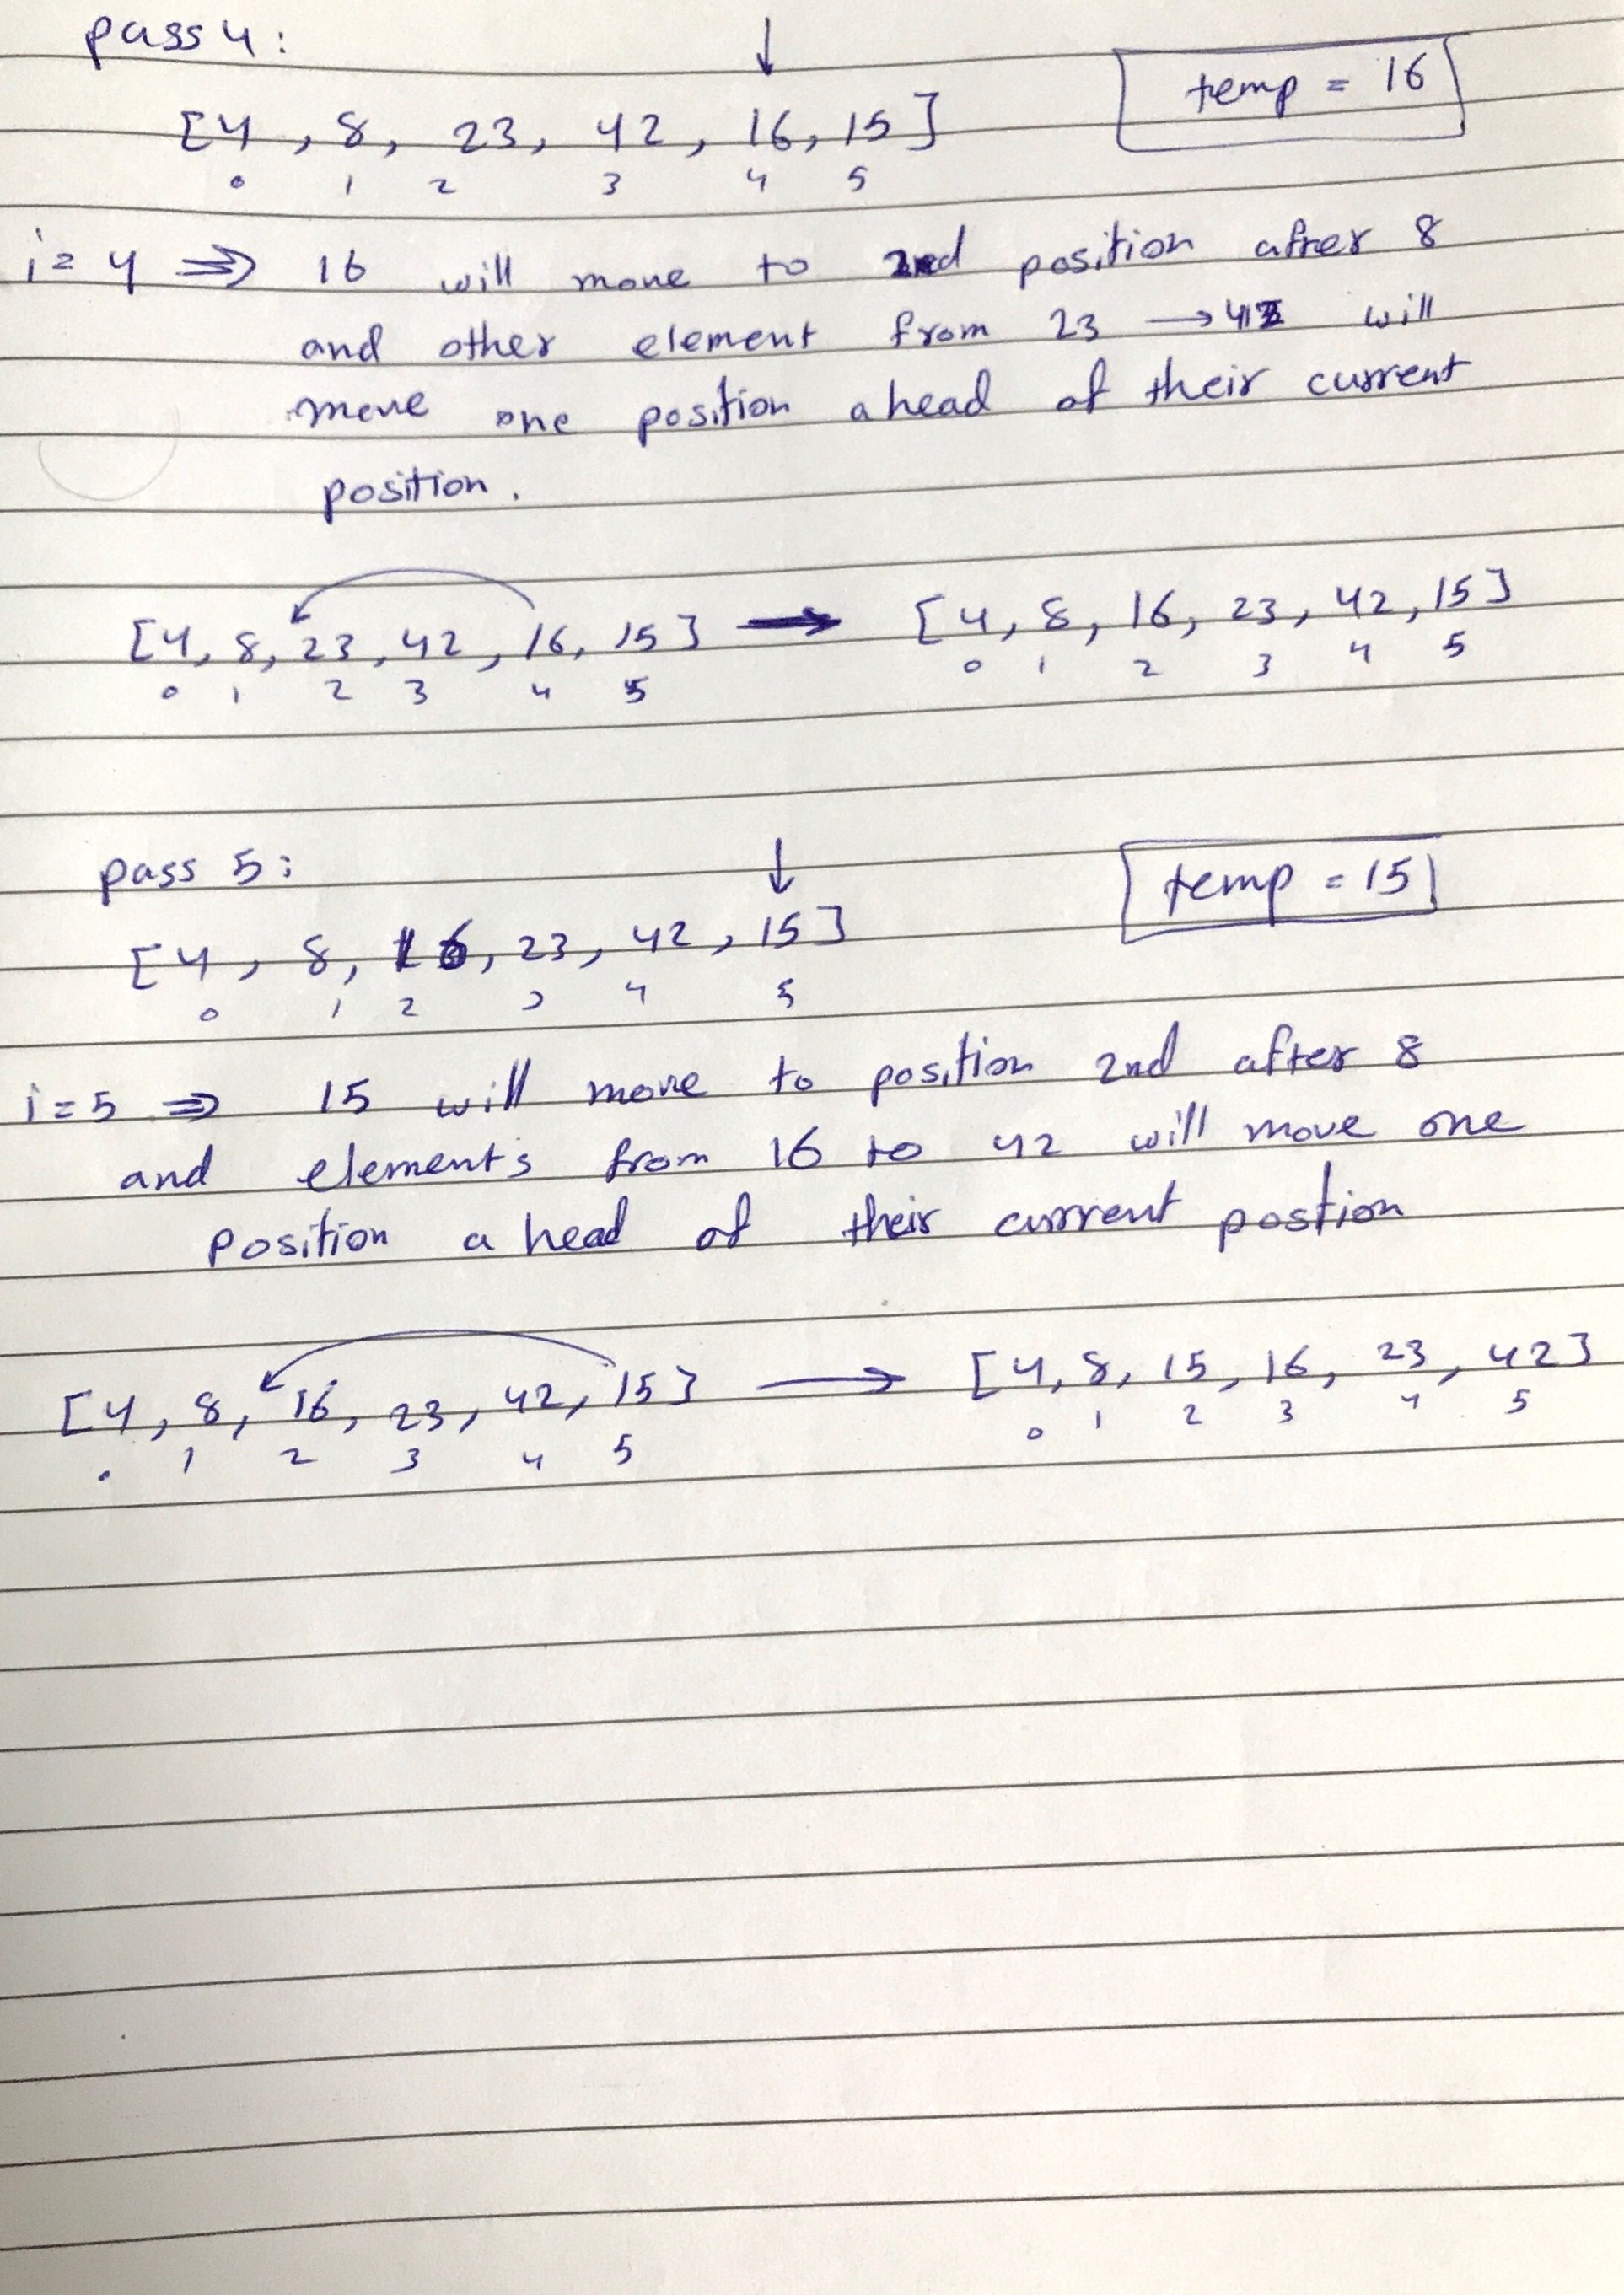 pass 4:
↓
[4, 8, 23, 42, 16, 15]
temp = 16
0 1 2 3 4 5
i = 4 ⇒ 16 will move to 2nd position after 8
and other element from 23 → 42 will
move one position ahead of their current
position.
[4, 8, 23, 42, 16, 15] → [4, 8, 16, 23, 42, 15]
0 1 2 3 4 5 0 1 2 3 4 5
pass 5:
↓
temp = 15
[4, 8, 16, 23, 42, 15]
0 1 2 3 4 5
i = 5 ⇒ 15 will move to position 2nd after 8
and elements from 16 to 42 will move one
position ahead of their current postion
[4, 8, 16, 23, 42, 15] → [4, 8, 15, 16, 23, 42]
0 1 2 3 4 5 0 1 2 3 4 5